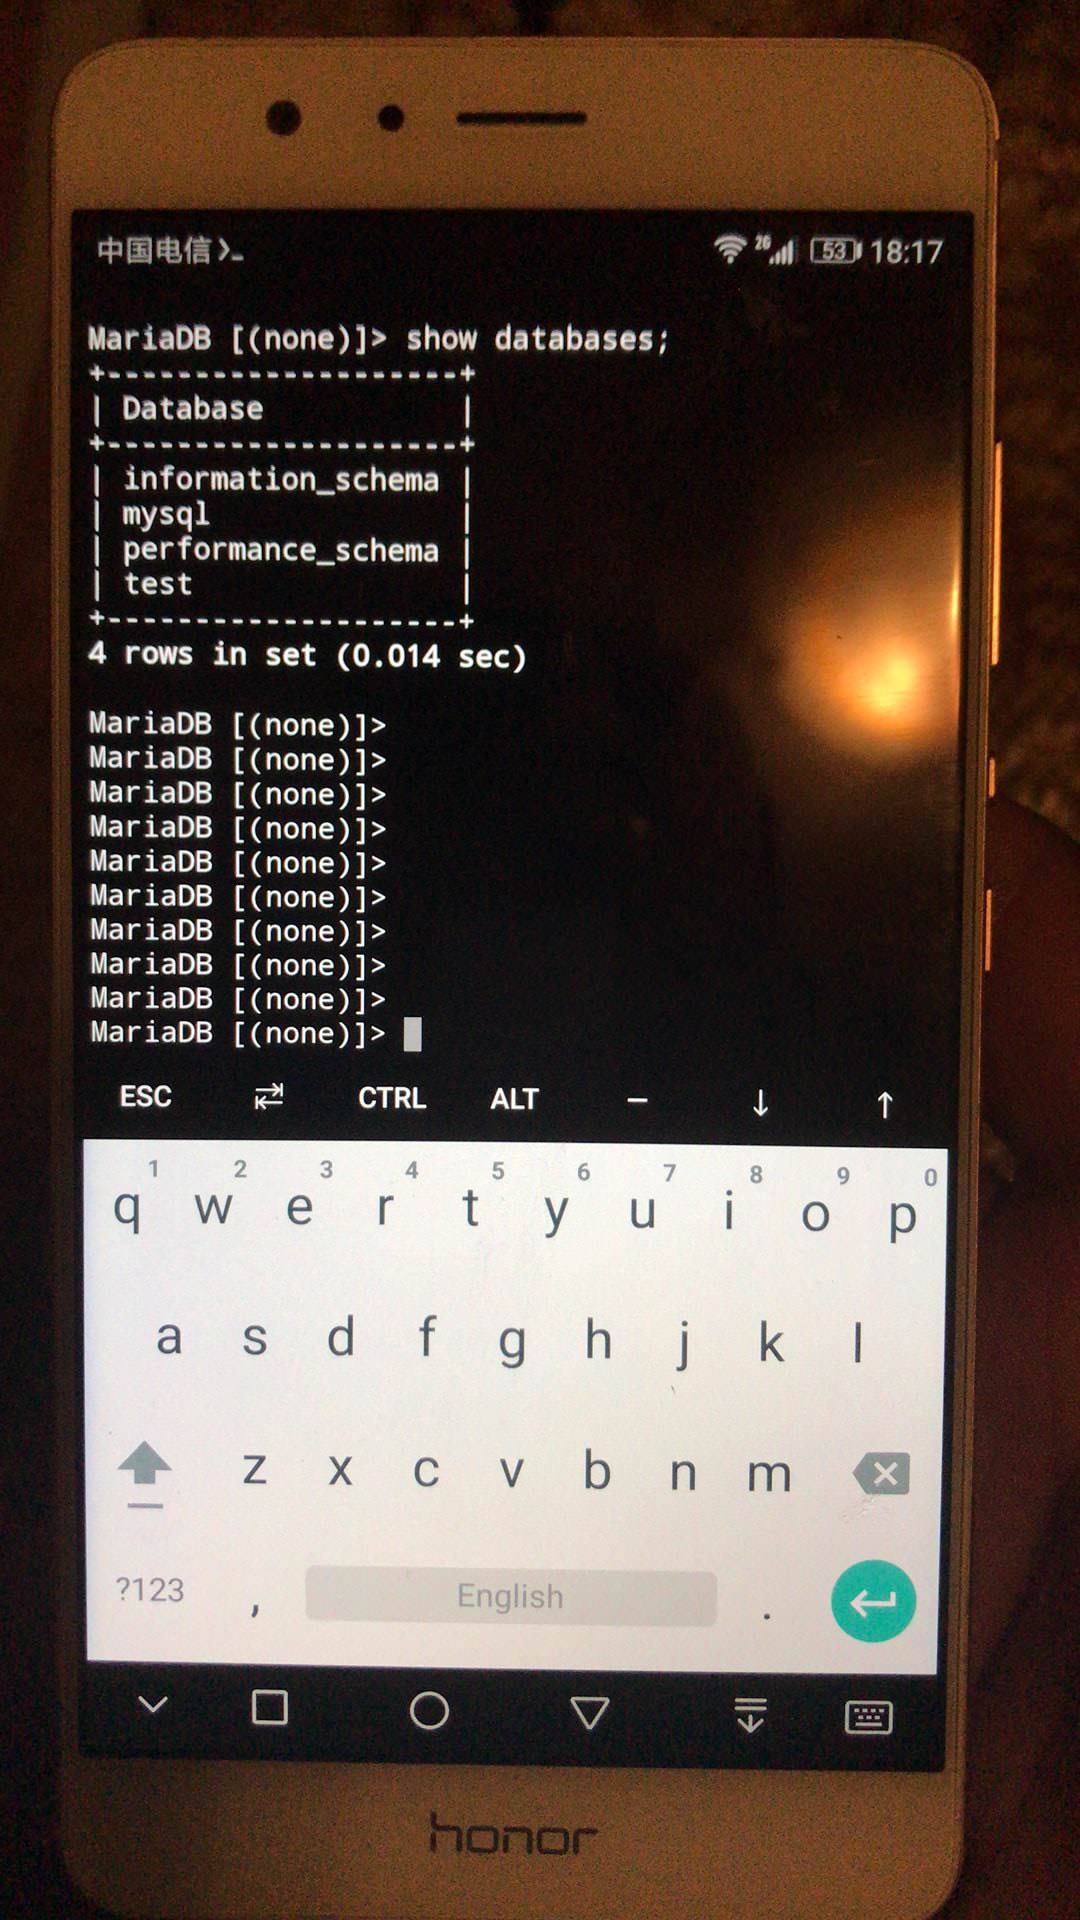 中国电信 >_ 2G 53 18:17
MariaDB [(none)]> show databases;
+--------------------+
| Database           |
+--------------------+
| information_schema |
| mysql              |
| performance_schema |
| test               |
+--------------------+
4 rows in set (0.014 sec)
MariaDB [(none)]>
MariaDB [(none)]>
MariaDB [(none)]>
MariaDB [(none)]>
MariaDB [(none)]>
MariaDB [(none)]>
MariaDB [(none)]>
MariaDB [(none)]>
MariaDB [(none)]>
MariaDB [(none)]>
ESC CTRL ALT – ↓ ↑
1 2 3 4 5 6 7 8 9 0
q w e r t y u i o p
a s d f g h j k l
z x c v b n m
?123 , English .
honor